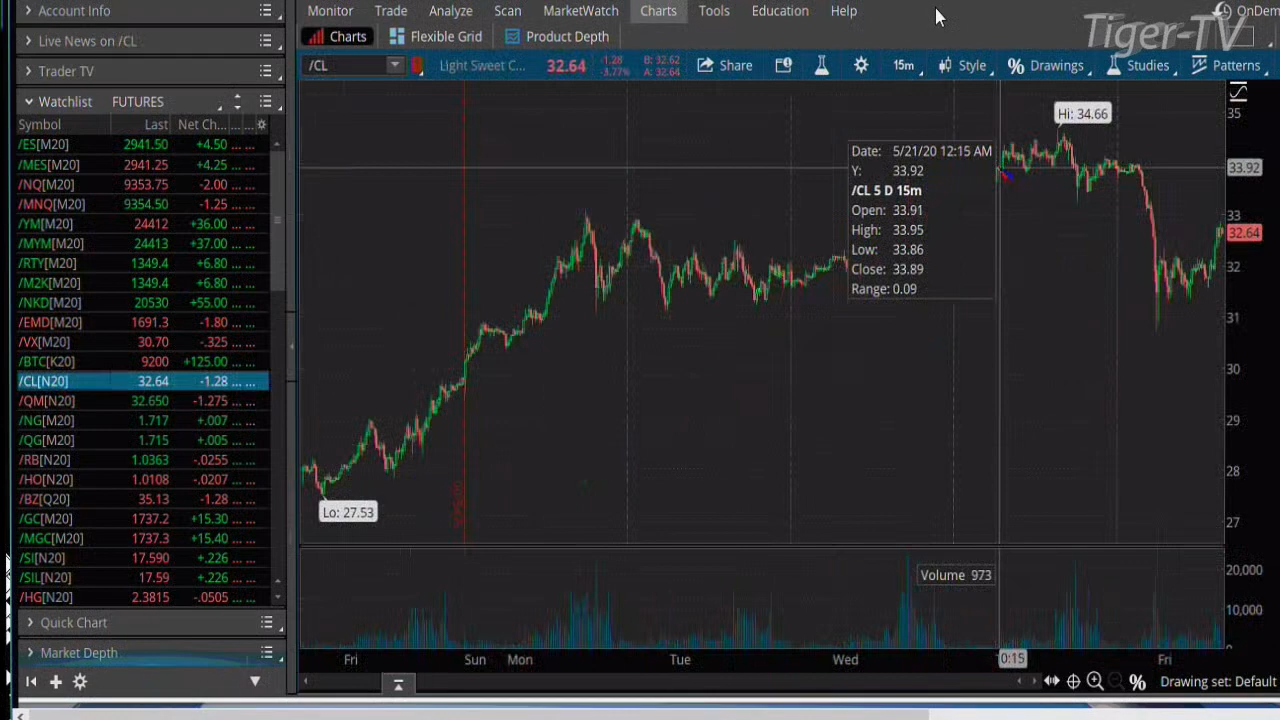 Account Info
Live News on /CL
Trader TV
Watchlist FUTURES
Symbol Last Net Ch... ... ...
/ES[M20] 2941.50 +4.50 ... ...
/MES[M20] 2941.25 +4.25 ... ...
/NQ[M20] 9353.75 -2.00 ... ...
/MNQ[M20] 9354.50 -1.25 ... ...
/YM[M20] 24412 +36.00 ... ...
/MYM[M20] 24413 +37.00 ... ...
/RTY[M20] 1349.4 +6.80 ... ...
/M2K[M20] 1349.4 +6.80 ... ...
/NKD[M20] 20530 +55.00 ... ...
/EMD[M20] 1691.3 -1.80 ... ...
/VX[M20] 30.70 -.325 ... ...
/BTC[K20] 9200 +125.00 ... ...
/CL[N20] 32.64 -1.28 ... ...
/QM[N20] 32.650 -1.275 ... ...
/NG[M20] 1.717 +.007 ... ...
/QG[M20] 1.715 +.005 ... ...
/RB[N20] 1.0363 -.0255 ... ...
/HO[N20] 1.0108 -.0207 ... ...
/BZ[Q20] 35.13 -1.28 ... ...
/GC[M20] 1737.2 +15.30 ... ...
/MGC[M20] 1737.3 +15.40 ... ...
/SI[N20] 17.590 +.226 ... ...
/SIL[N20] 17.59 +.226 ... ...
/HG[N20] 2.3815 -.0505 ... ...
Quick Chart
Market Depth
Monitor Trade Analyze Scan MarketWatch Charts Tools Education Help
OnDem
Tiger-TV
Charts Flexible Grid Product Depth
/CL Light Sweet C... 32.64 -1.28 B: 32.62
-3.77% A: 32.64
Share 15m Style % Drawings Studies Patterns
Hi: 34.66
Date: 5/21/20 12:15 AM
Y: 33.92
/CL 5 D 15m
Open: 33.91
High: 33.95
Low: 33.86
Close: 33.89
Range: 0.09
Lo: 27.53
35
33.92
33
32.64
32
31
30
29
28
27
Volume 973
20,000
10,000
Fri Sun Mon Tue Wed 0:15 Fri
% Drawing set: Default